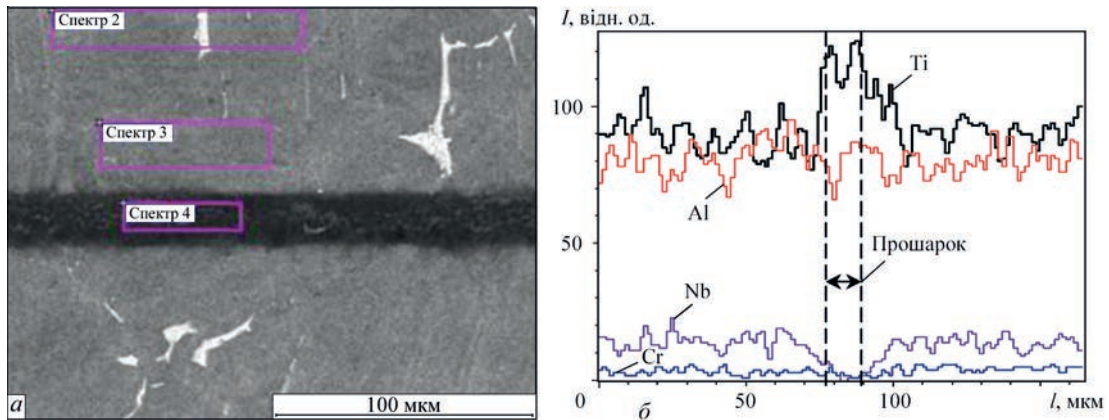 Спектр 2
Спектр 3
Спектр 4
а
100 мкм
I, відн. од.
100
50
0
Ti
Al
Прошарок
Nb
Cr
50
100
l, мкм
б